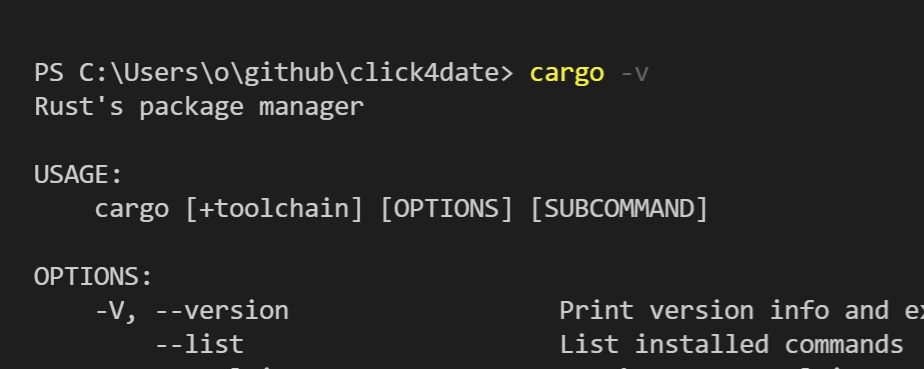 PS C:\Users\o\github\click4date> cargo -v
Rust's package manager
USAGE:
cargo [+toolchain] [OPTIONS] [SUBCOMMAND]
OPTIONS:
-V, --version Print version info and
--list List installed commands